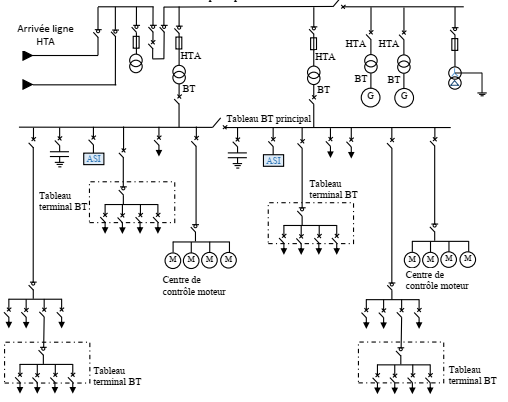 Arrivée ligne
HTA
HTA
BT
HTA
BT
HTA
HTA
BT
BT
G
G
Tableau BT principal
ASI
ASI
Tableau
terminal BT
Tableau
terminal BT
M M M M
M M M M
Centre de
contrôle moteur
Centre de
contrôle moteur
Tableau
terminal BT
Tableau
terminal BT